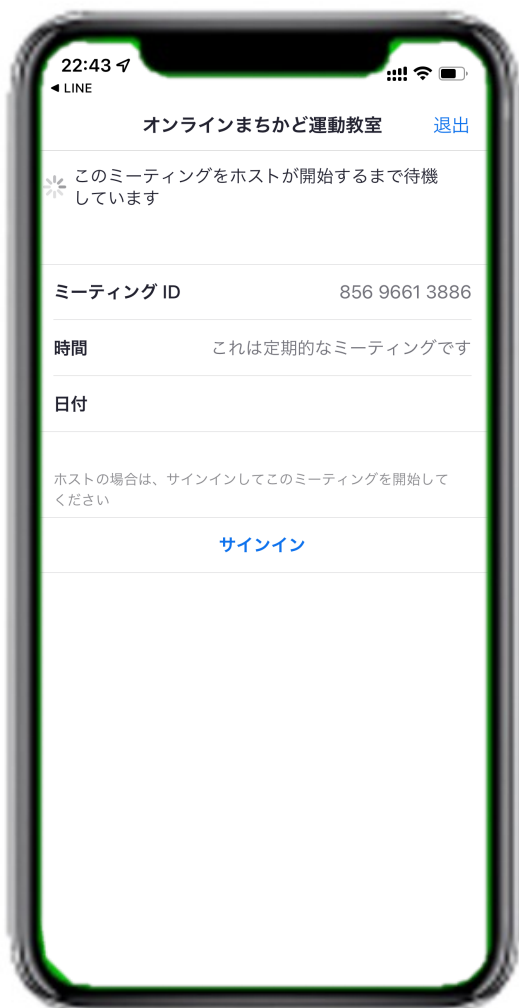 22:43
◀ LINE
オンラインまちかど運動教室 退出
このミーティングをホストが開始するまで待機
しています
ミーティング ID 856 9661 3886
時間 これは定期的なミーティングです
日付
ホストの場合は、サインインしてこのミーティングを開始して
ください
サインイン